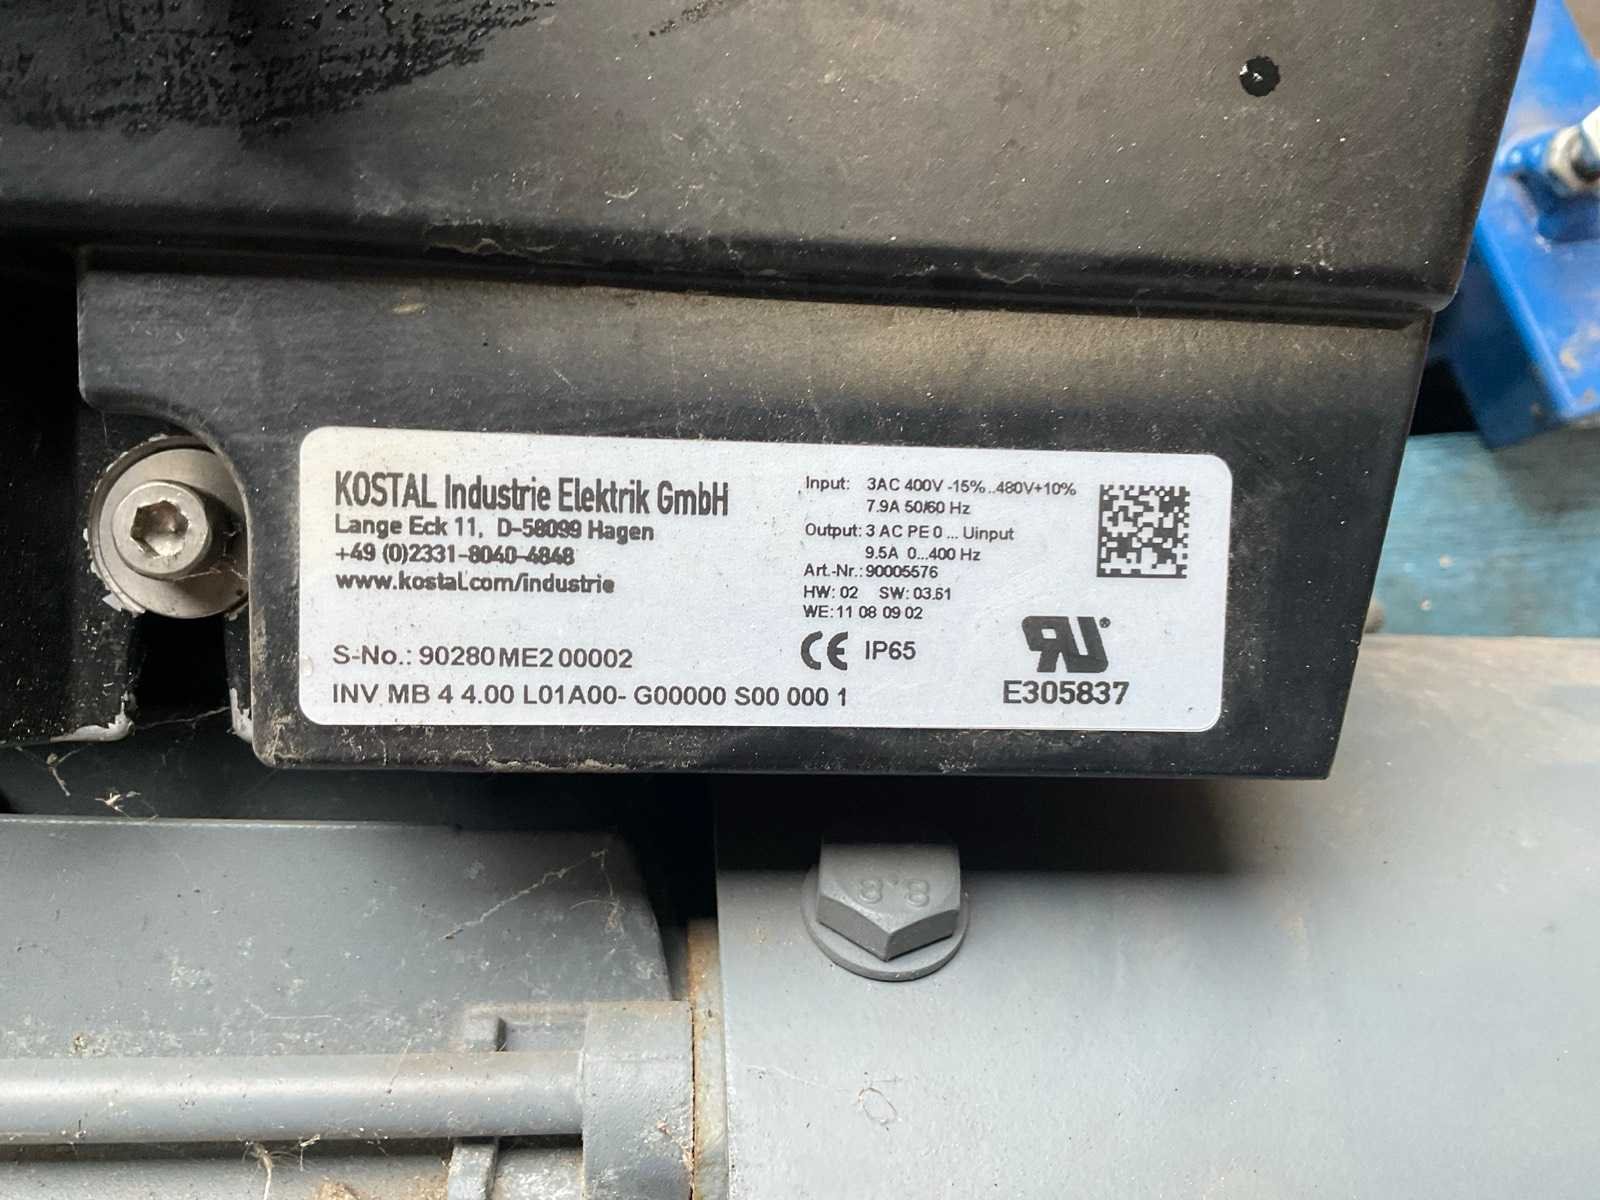 KOSTAL Industrie Elektrik GmbH
Lange Eck 11, D-58099 Hagen
+49 (0)2331-8040-4848
www.kostal.com/industrie
S-No.: 90280ME2 00002
INV MB 4 4.00 L01A00- G00000 S00 000 1
Input: 3AC 400V -15%..480V+10%
7.9A 50/60 Hz
Output: 3 AC PE 0 ... Uinput
9.5A 0...400 Hz
Art.-Nr.: 90005576
HW: 02 SW: 03.61
WE: 11 08 09 02
CE IP65
RU®
E305837
8.8